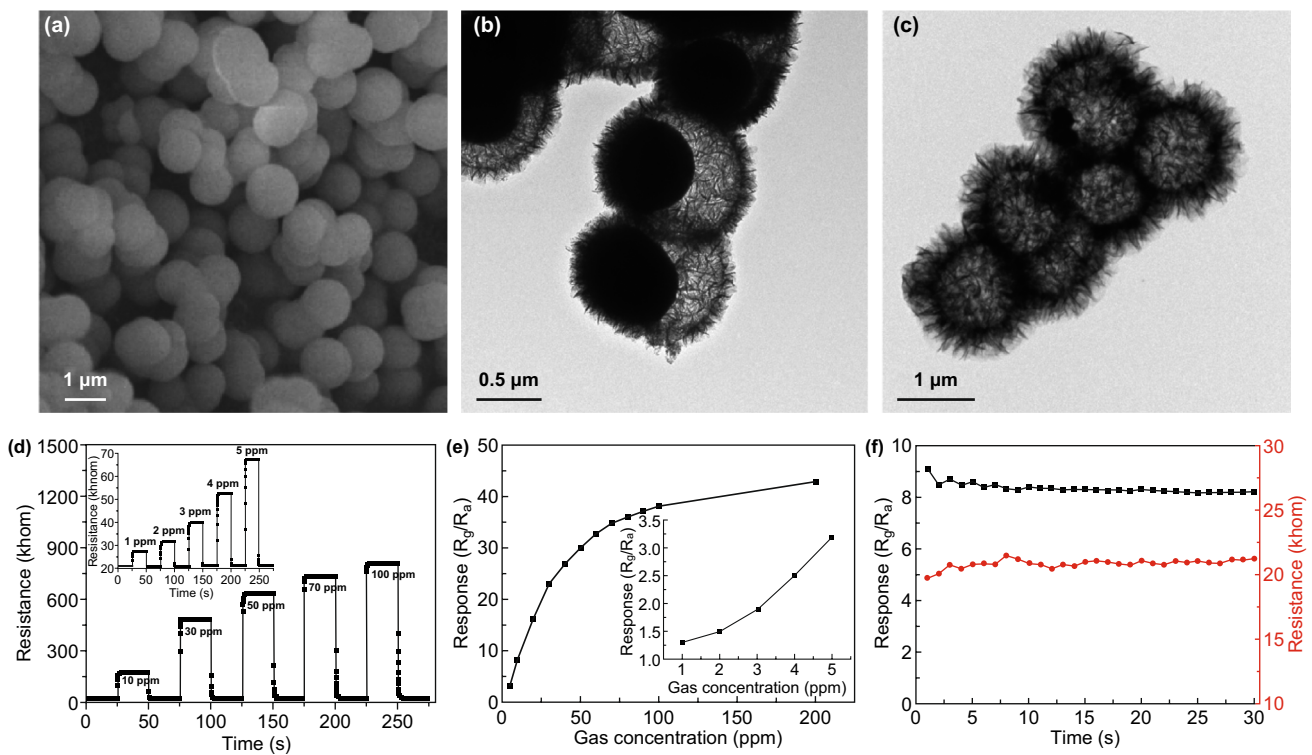 (a)
1 µm
(b)
0.5 µm
(c)
1 µm
(d)
1500
1200
900
600
300
0
Resistance (khom)
0
50
100
150
200
250
Time (s)
10 ppm
30 ppm
50 ppm
70 ppm
100 ppm
70
60
50
40
30
20
Resisitance (khnom)
0
50
100
150
200
250
Time (s)
1 ppm
2 ppm
3 ppm
4 ppm
5 ppm
(e)
50
40
30
20
10
0
Response (Rg/Ra)
0
50
100
150
200
Gas concentration (ppm)
3.5
3.0
2.5
2.0
1.5
1.0
Response (Rg/Ra)
1
2
3
4
5
Gas concentration (ppm)
(f)
10
8
6
4
2
0
Response (Rg/Ra)
0
5
10
15
20
25
30
Time (s)
30
25
20
15
10
Resistance (khom)